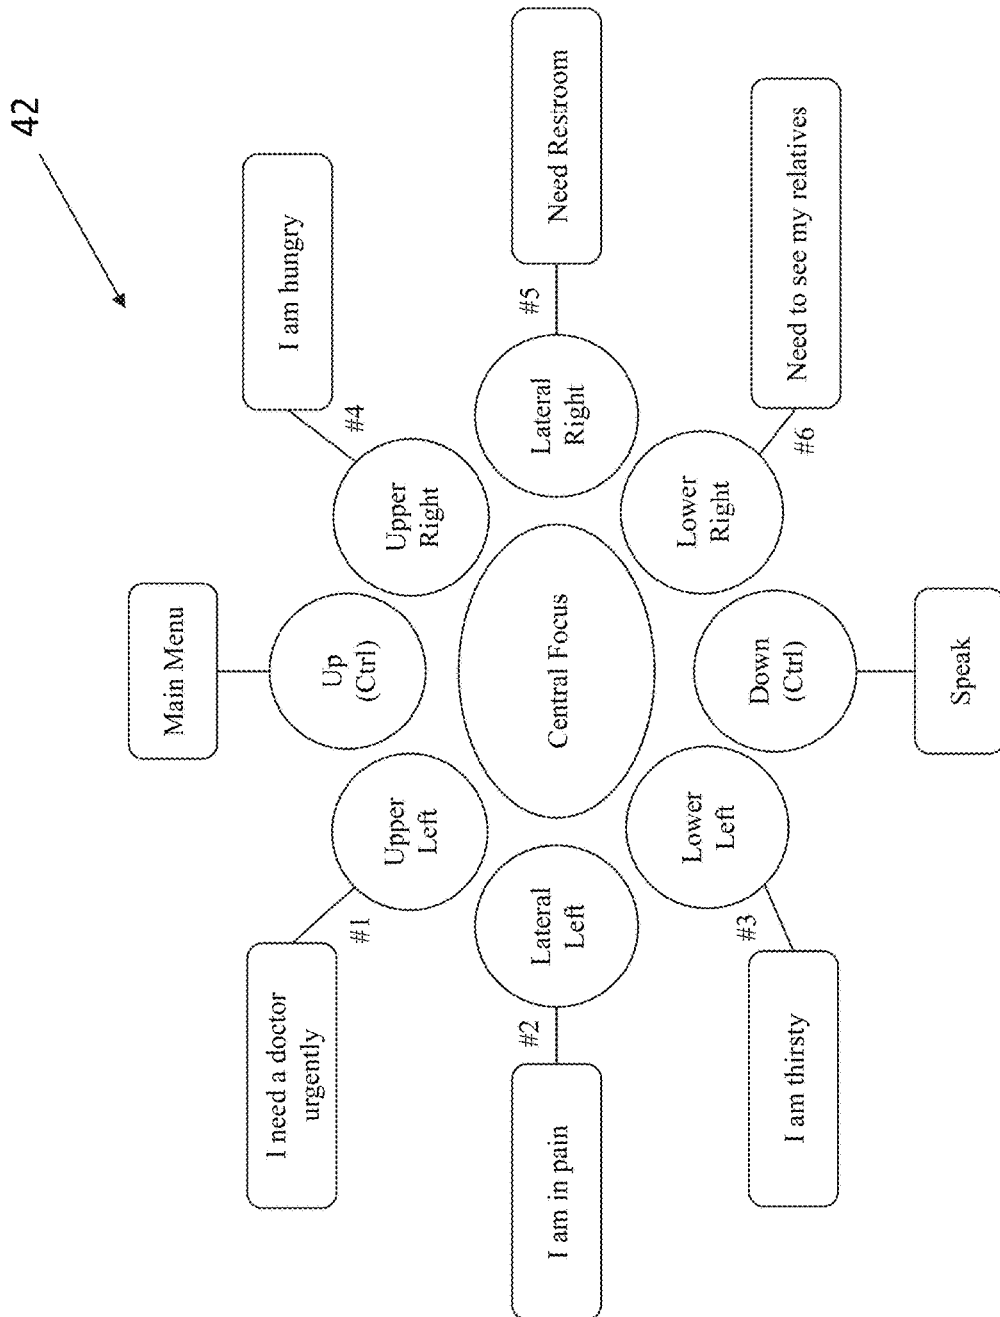 42
Main Menu
I need a doctor
urgently
#1
Upper
Left
Up
(Ctrl)
Upper
Right
#4
I am hungry
I am in pain
#2
Lateral
Left
Central Focus
Lateral
Right
#5
Need Restroom
I am thirsty
#3
Lower
Left
Down
(Ctrl)
Lower
Right
#6
Need to see my relatives
Speak